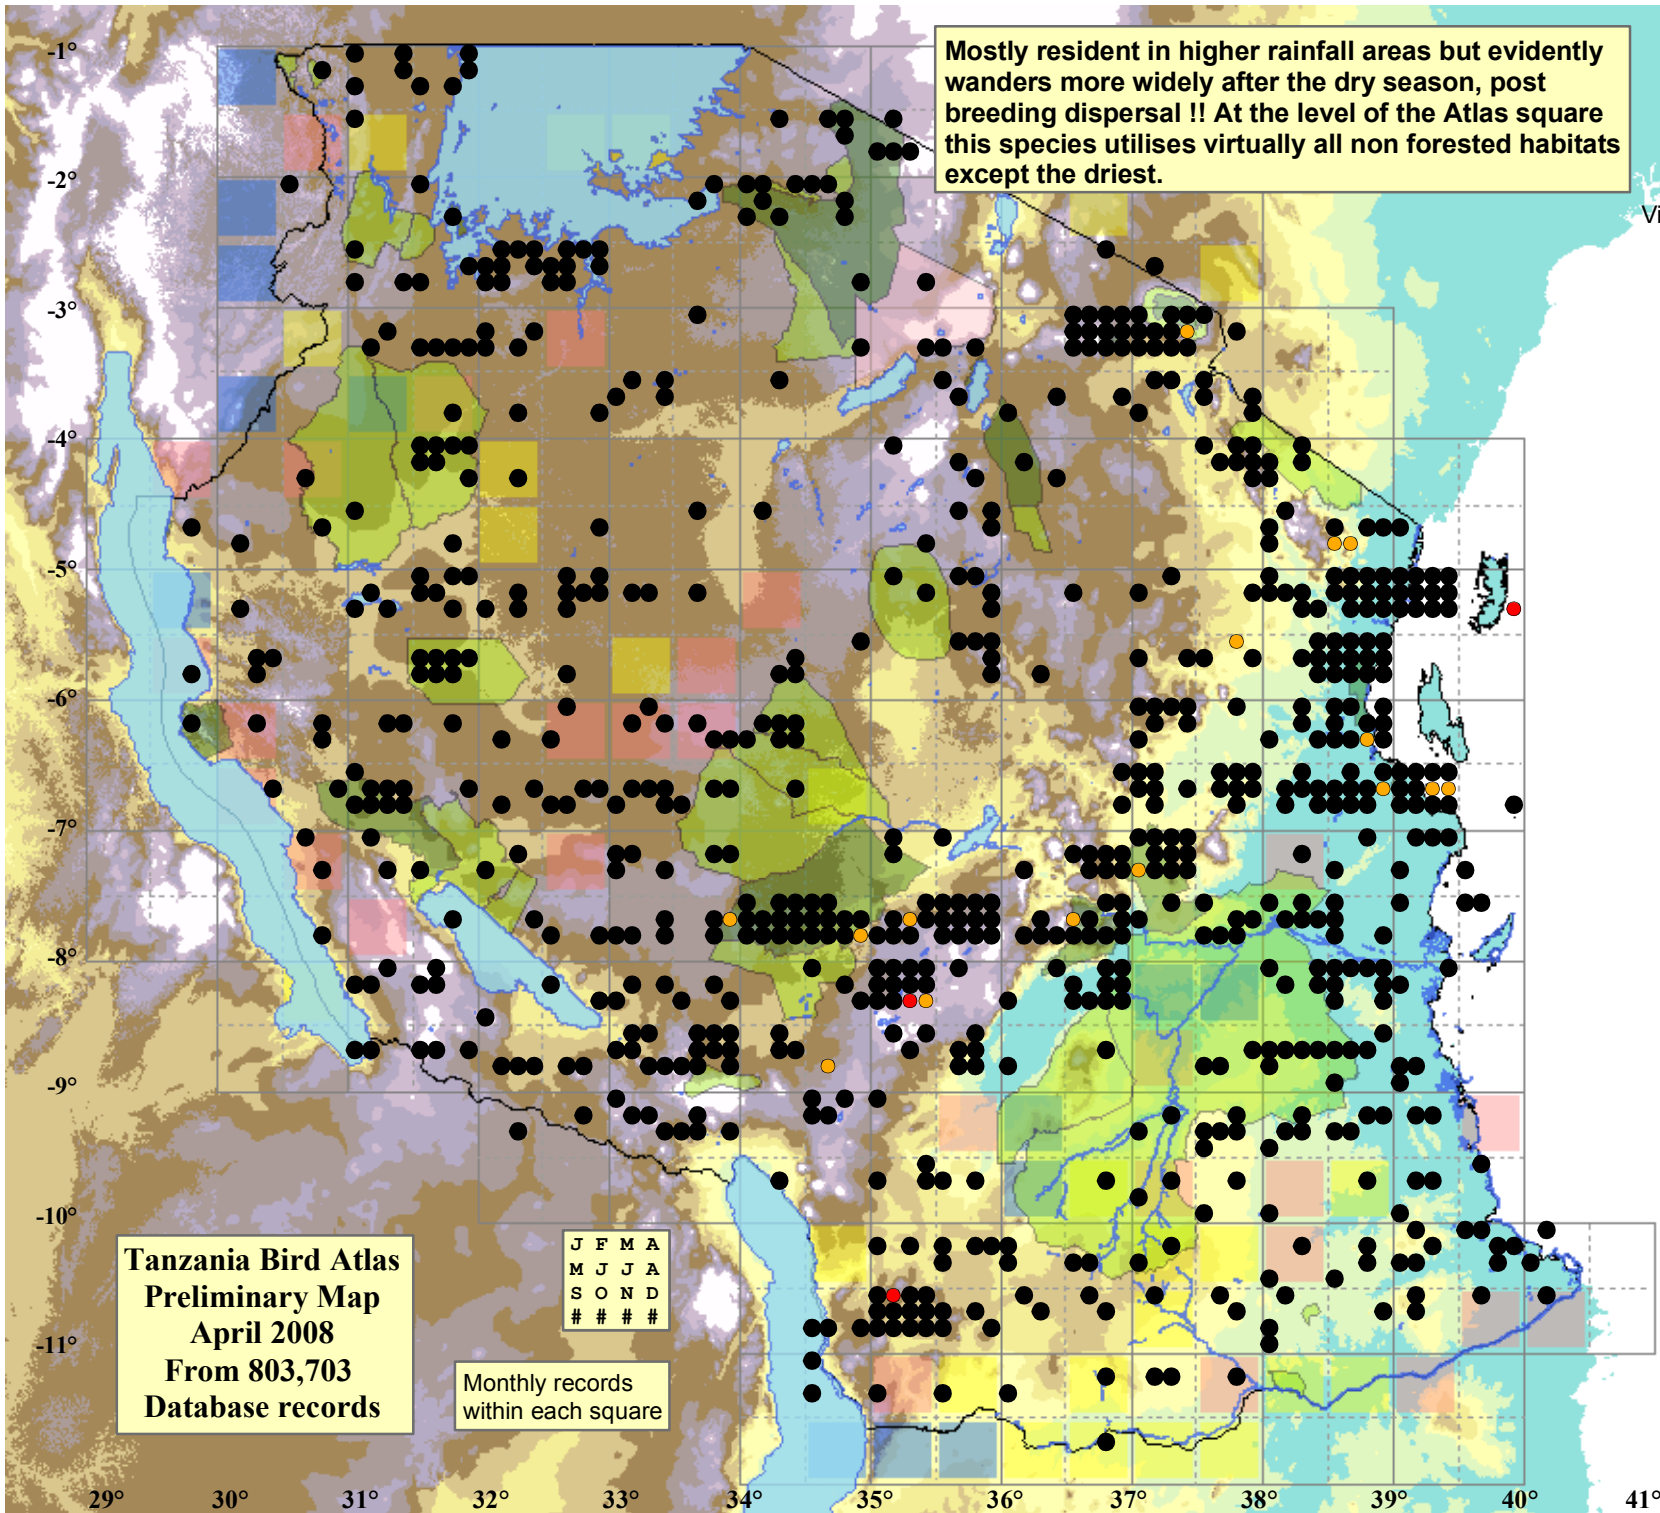 Mostly resident in higher rainfall areas but evidently
wanders more widely after the dry season, post
breeding dispersal !! At the level of the Atlas square
this species utilises virtually all non forested habitats
except the driest.
Vi
-1°
-2°
-3°
-4°
-5°
-6°
-7°
-8°
-9°
-10°
-11°
Tanzania Bird Atlas
Preliminary Map
April 2008
From 803,703
Database records
J F M A
M J J A
S O N D
# # # #
Monthly records
within each square
29° 30° 31° 32° 33° 34° 35° 36° 37° 38° 39° 40° 41°